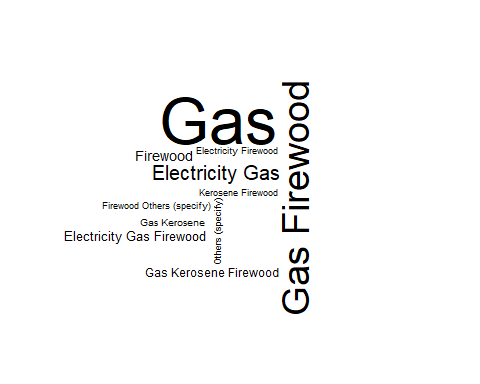 Gas
Gas Firewood
Electricity Firewood
Firewood
Electricity Gas
Kerosene Firewood
Firewood Others (specify)
Others (specify)
Gas Kerosene
Electricity Gas Firewood
Gas Kerosene Firewood